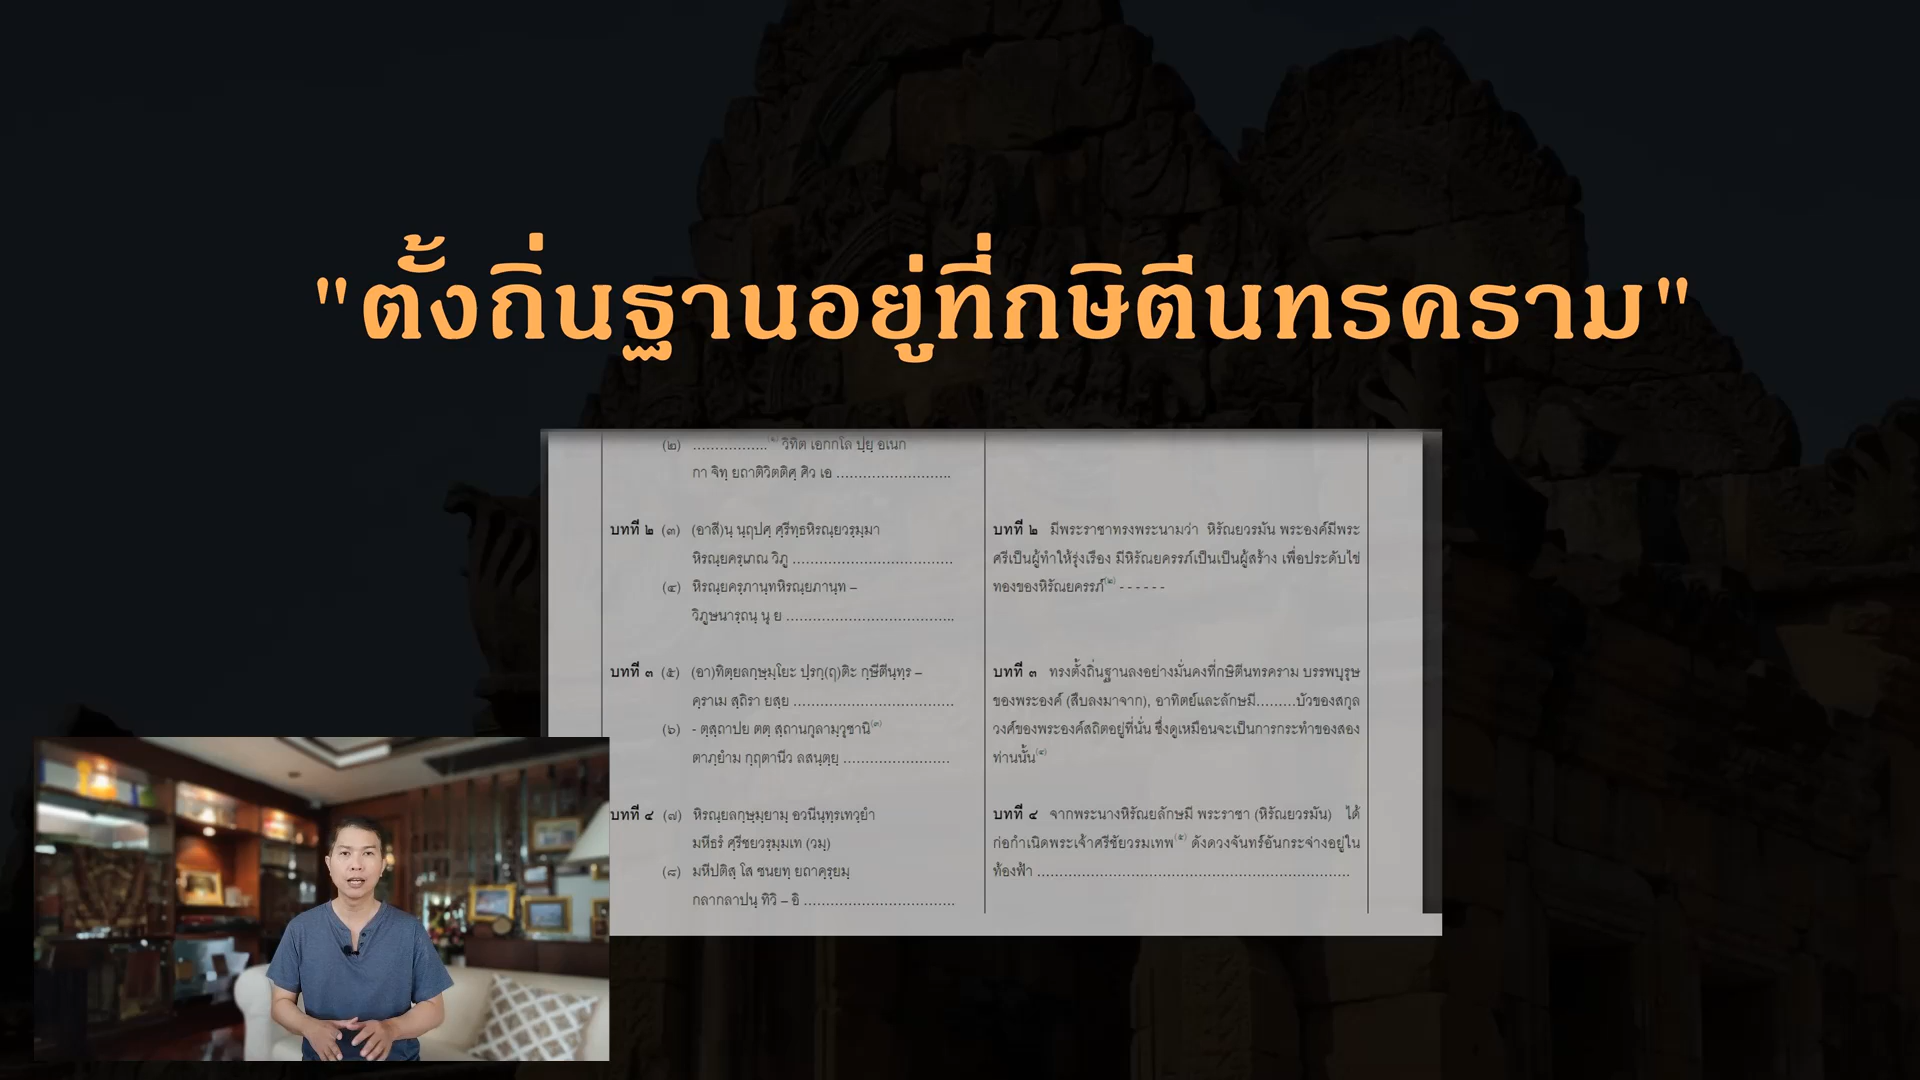 "ตั้งถิ่นฐานอยู่ที่กษิตีนทรคราม"
(๒) ................⁽๑⁾ วิทิต เอกกโล ปฺยฺ อเนก
กา จิทฺ ยถาติวิตติศฺ ศิว เอ .........................
บทที่ ๒ (๓) (อาสี)นฺ นฺฤปศฺ ศฺรีทฺธหิรณฺยวรฺมฺมา
หิรณฺยครฺเภณ วิภู ...................................
(๔) หิรณฺยครฺภานฺทหิรณฺยภานฺท –
วิภูษนารฺถนฺ นฺ ย ....................................
บทที่ ๓ (๕) (อา)ทิตฺยลกฺษฺมฺโยะ ปฺรกฺ(ฤ)ติะ กฺษีตีนฺทฺร –
คฺราเม สฺถิรา ยสฺย ...................................
(๖) - ตฺสฺถาปย ตตฺ สฺถานกุลามฺวุชานิ⁽๓⁾
ตาภฺยำม กฺฤตานีว ลสนฺตฺยฺ .......................
บทที่ ๔ (๗) หิรณฺยลกฺษฺมฺยามฺ อวนีนฺทฺรเทวฺยำ
มหีธรํ ศฺรีชยวรฺมฺมเท (วมฺ)
(๘) มหีปติสฺ โส ชนยทฺ ยถาคฺรฺยมฺ
กลากลาปนฺ ทิวิ – อิ .................................
บทที่ ๒ มีพระราชาทรงพระนามว่า หิรัณยวรมัน พระองค์มีพระ
ศรีเป็นผู้ทำให้รุ่งเรือง มีหิรัณยครรภ์เป็นเป็นผู้สร้าง เพื่อประดับไข่
ทองของหิรัณยครรภ์⁽๒⁾ - - - - - -
บทที่ ๓ ทรงตั้งถิ่นฐานลงอย่างมั่นคงที่กษิตีนทรคราม บรรพบุรุษ
ของพระองค์ (สืบลงมาจาก), อาทิตย์และลักษมี.........บัวของสกุล
วงศ์ของพระองค์สถิตอยู่ที่นั่น ซึ่งดูเหมือนจะเป็นการกระทำของสอง
ท่านนั้น⁽๔⁾
บทที่ ๔ จากพระนางหิรัณยลักษมี พระราชา (หิรัณยวรมัน) ได้
ก่อกำเนิดพระเจ้าศรีชัยวรมเทพ⁽๕⁾ ดังดวงจันทร์อันกระจ่างอยู่ใน
ท้องฟ้า ....................................................................